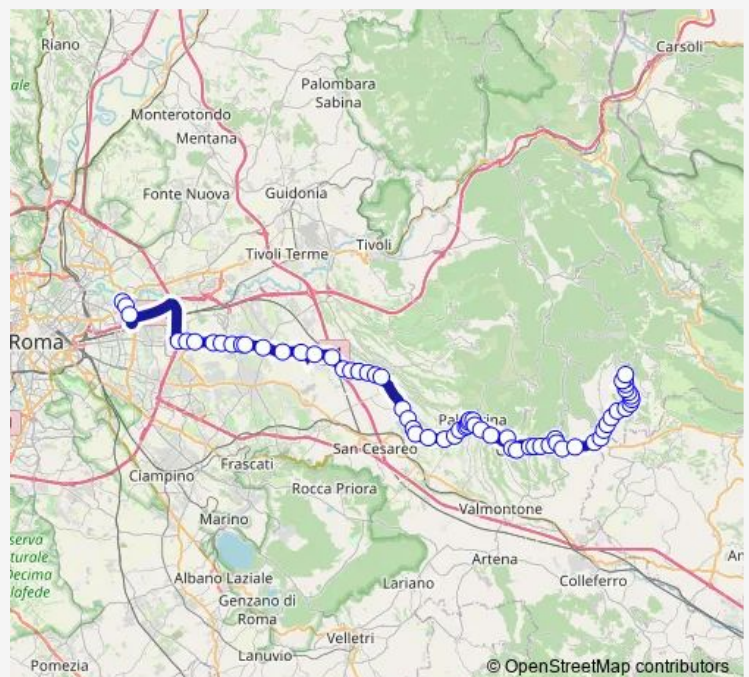 Riano
Carsoli
Palombara
Sabina
Monterotondo
Mentana
Fonte Nuova
Guidonia
Tivoli
Tivoli Terme
Roma
San Cesareo
Frascati
Ciampino
Rocca Priora
Valmontone
Marino
Artena
Colleferro
Albano Laziale
Lariano
Genzano di
Roma
Velletri
Lanuvio
Pomezia
© OpenStreetMap contributors